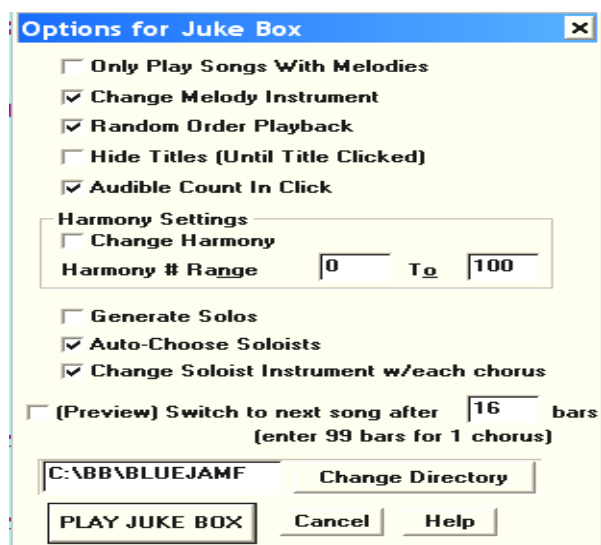 Options for Juke Box
Only Play Songs With Melodies
Change Melody Instrument
Random Order Playback
Hide Titles (Until Title Clicked)
Audible Count In Click
Harmony Settings
Change Harmony
Harmony # Range 0 To 100
Generate Solos
Auto-Choose Soloists
Change Soloist Instrument w/each chorus
(Preview) Switch to next song after 16 bars
(enter 99 bars for 1 chorus)
C:\BB\BLUEJAMF Change Directory
PLAY JUKE BOX Cancel Help